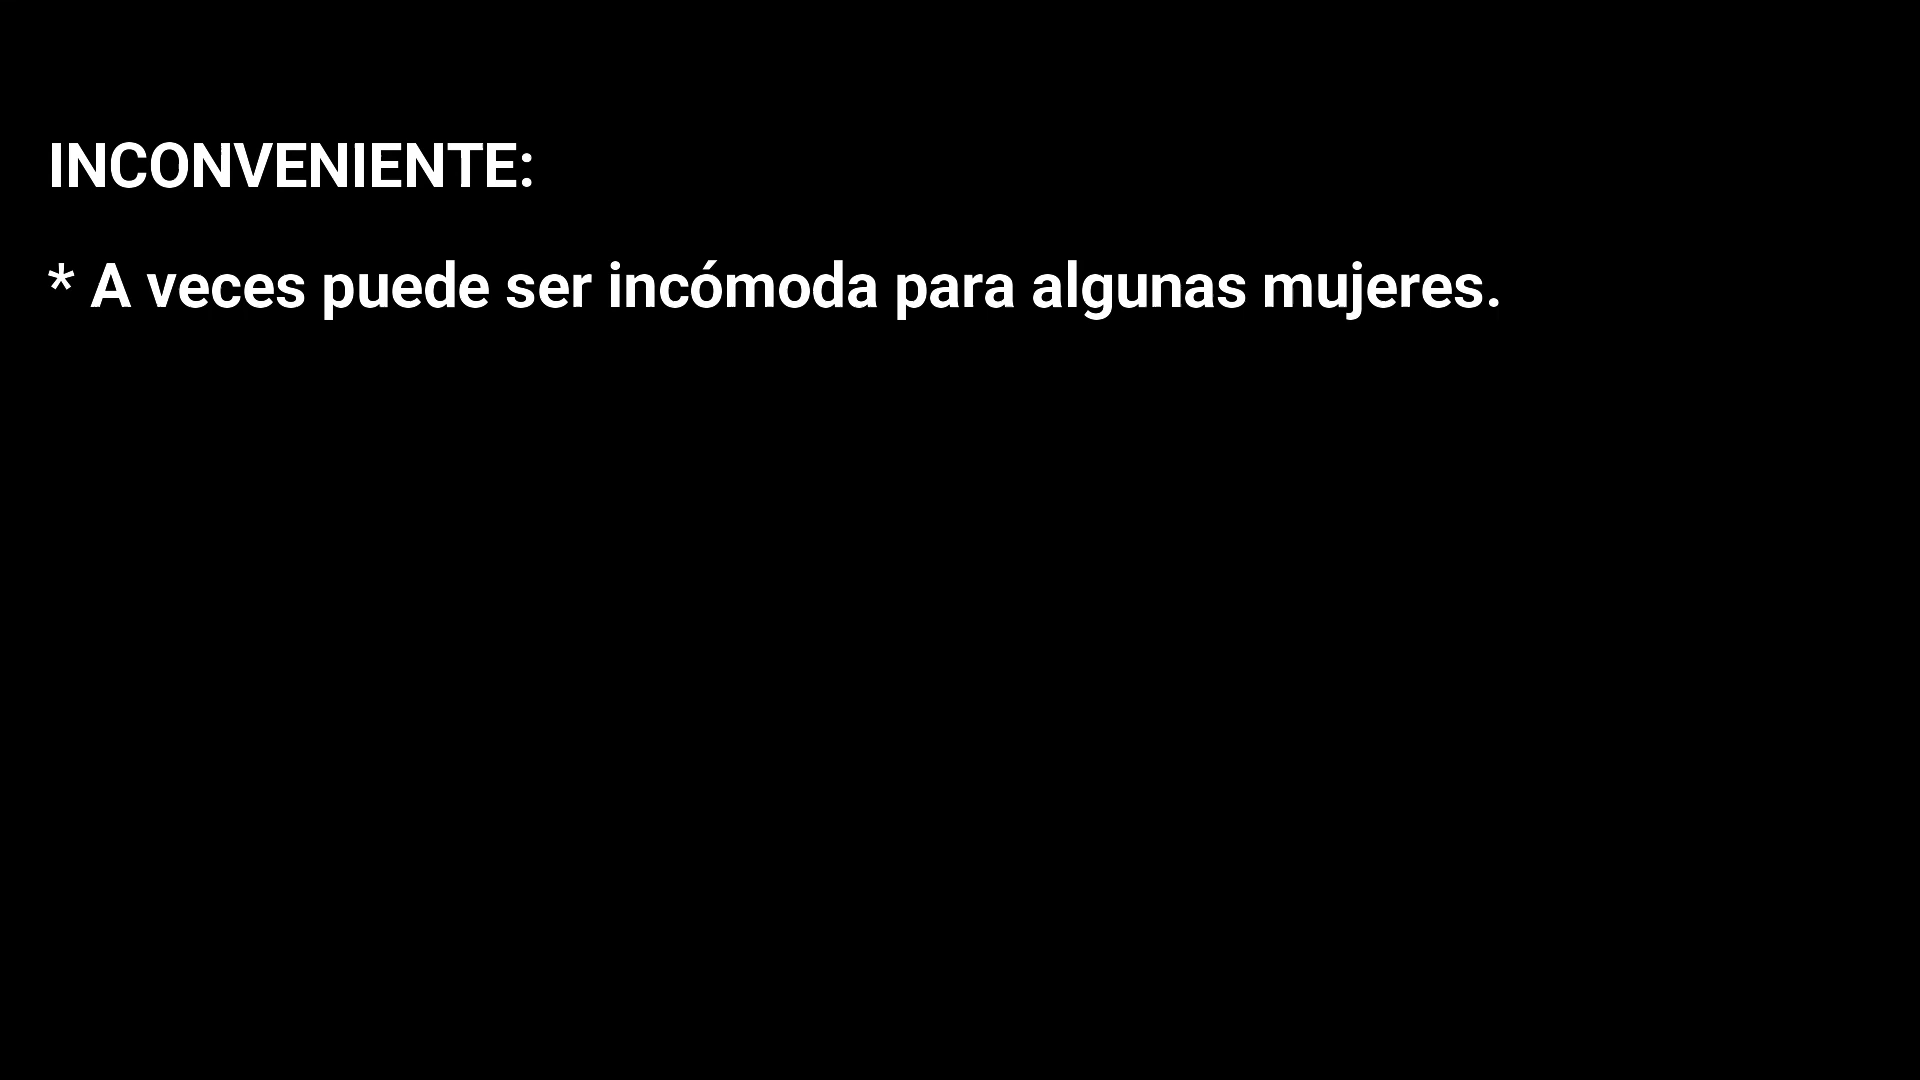 INCONVENIENTE:
* A veces puede ser incómoda para algunas mujeres.